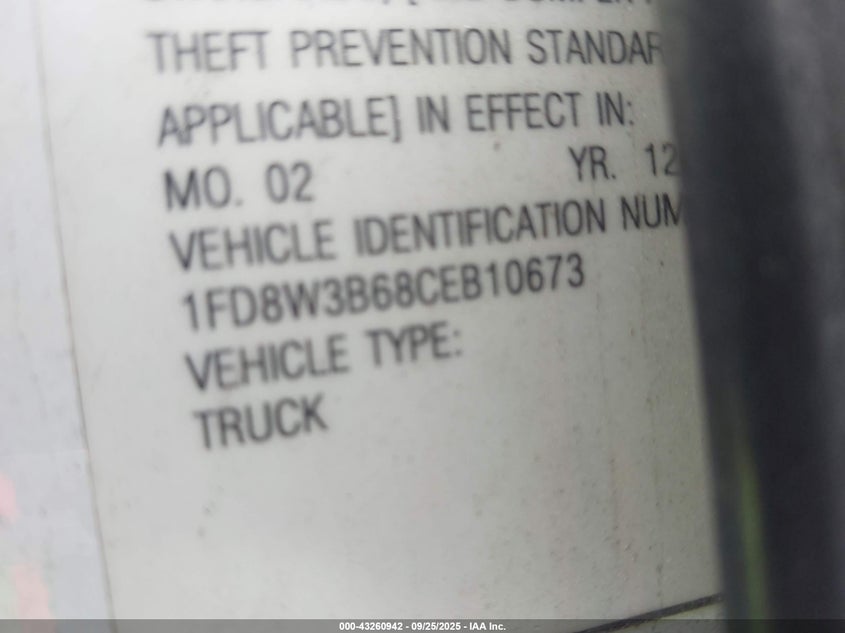 THEFT PREVENTION STANDAR
APPLICABLE] IN EFFECT IN:
MO. 02 YR. 12
VEHICLE IDENTIFICATION NUM
1FD8W3B68CEB10673
VEHICLE TYPE:
TRUCK
000-43260942 - 09/25/2025 - IAA Inc.